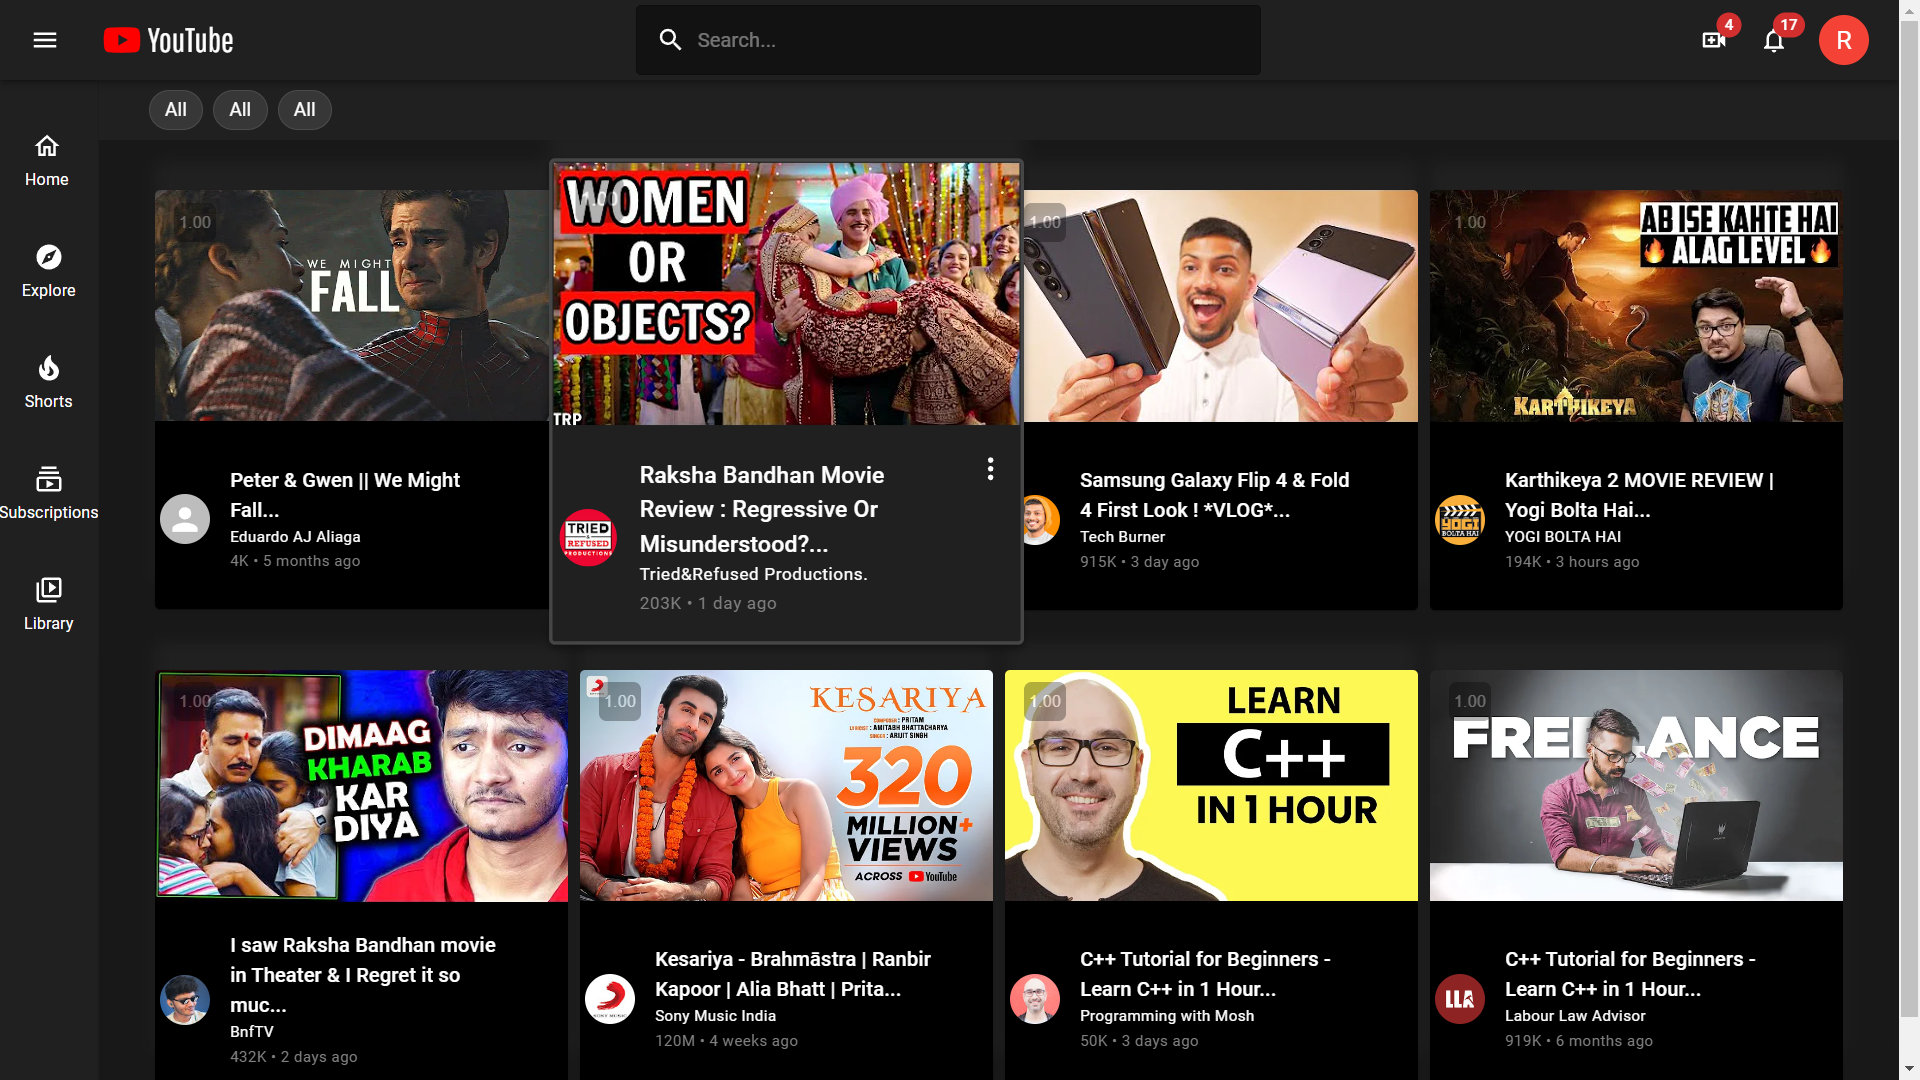 YouTube
Search...
4
17
R
All
All
All
Home
Explore
Shorts
Subscriptions
Library
1.00
WE MIGHT
FALL
Peter & Gwen || We Might
Fall...
Eduardo AJ Aliaga
4K • 5 months ago
1.00
WOMEN
OR
OBJECTS?
TRP
TRIED
&
REFUSED
PRODUCTIONS
Raksha Bandhan Movie
Review : Regressive Or
Misunderstood?...
Tried&Refused Productions.
203K • 1 day ago
1.00
Samsung Galaxy Flip 4 & Fold
4 First Look ! *VLOG*...
Tech Burner
915K • 3 day ago
1.00
AB ISE KAHTE HAI
ALAG LEVEL
KARTHIKEYA
YOGI
BOLTA HAI
Karthikeya 2 MOVIE REVIEW |
Yogi Bolta Hai...
YOGI BOLTA HAI
194K • 3 hours ago
1.00
DIMAAG
KHARAB
KAR
DIYA
I saw Raksha Bandhan movie
in Theater & I Regret it so
muc...
BnfTV
432K • 2 days ago
1.00
KESARIYA
COMPOSER : PRITAM
LYRICIST : AMITABH BHATTACHARYA
SINGER : ARIJIT SINGH
320
MILLION+
VIEWS
ACROSS YouTube
Kesariya - Brahmāstra | Ranbir
Kapoor | Alia Bhatt | Prita...
Sony Music India
120M • 4 weeks ago
1.00
LEARN
C++
IN 1 HOUR
C++ Tutorial for Beginners -
Learn C++ in 1 Hour...
Programming with Mosh
50K • 3 days ago
1.00
FREELANCE
LLA
C++ Tutorial for Beginners -
Learn C++ in 1 Hour...
Labour Law Advisor
919K • 6 months ago